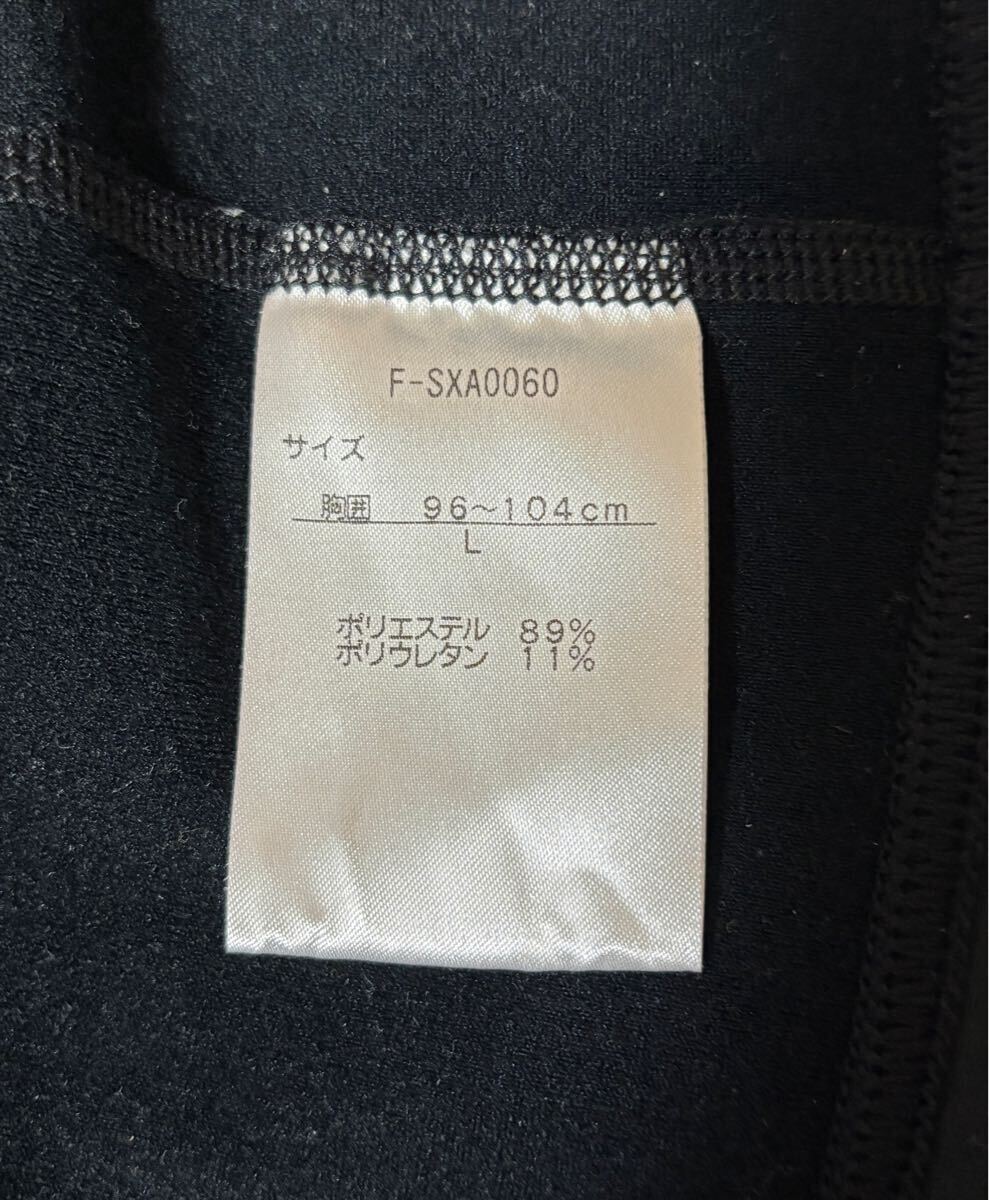 F-SXA0060
サイズ
胸囲 96〜104cm
L
ポリエステル 89%
ポリウレタン 11%